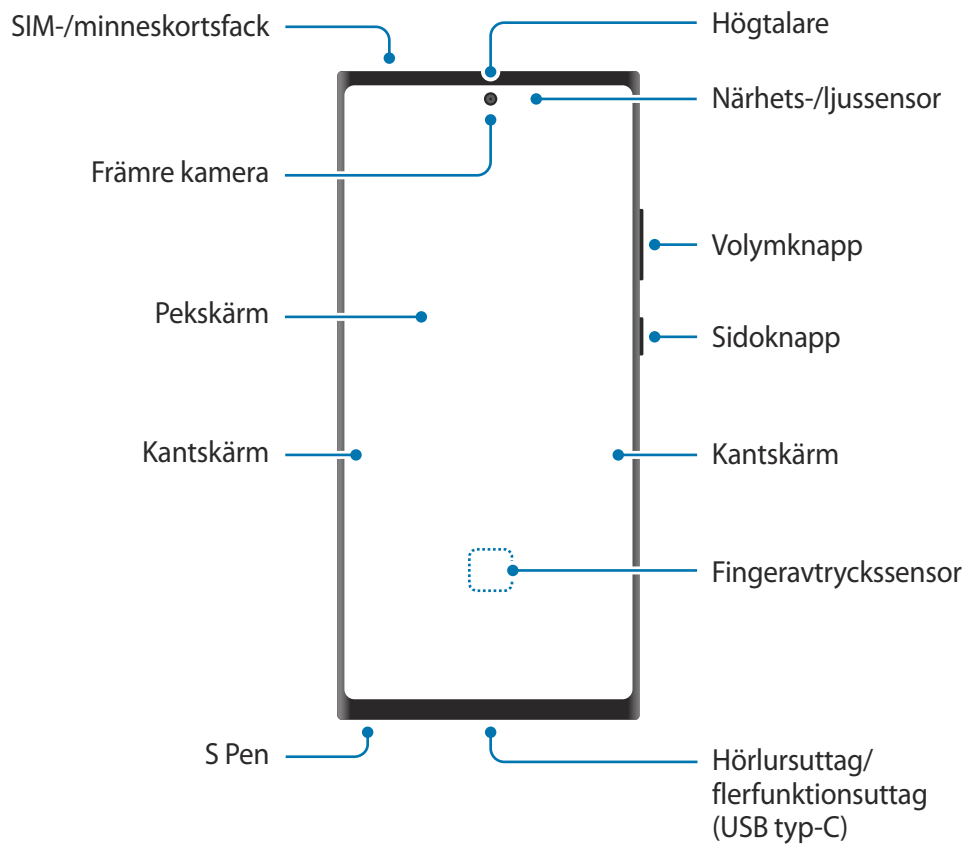 SIM-/minneskortsfack
Högtalare
Närhets-/ljussensor
Främre kamera
Volymknapp
Pekskärm
Sidoknapp
Kantskärm
Kantskärm
Fingeravtryckssensor
S Pen
Hörlursuttag/
flerfunktionsuttag
(USB typ-C)